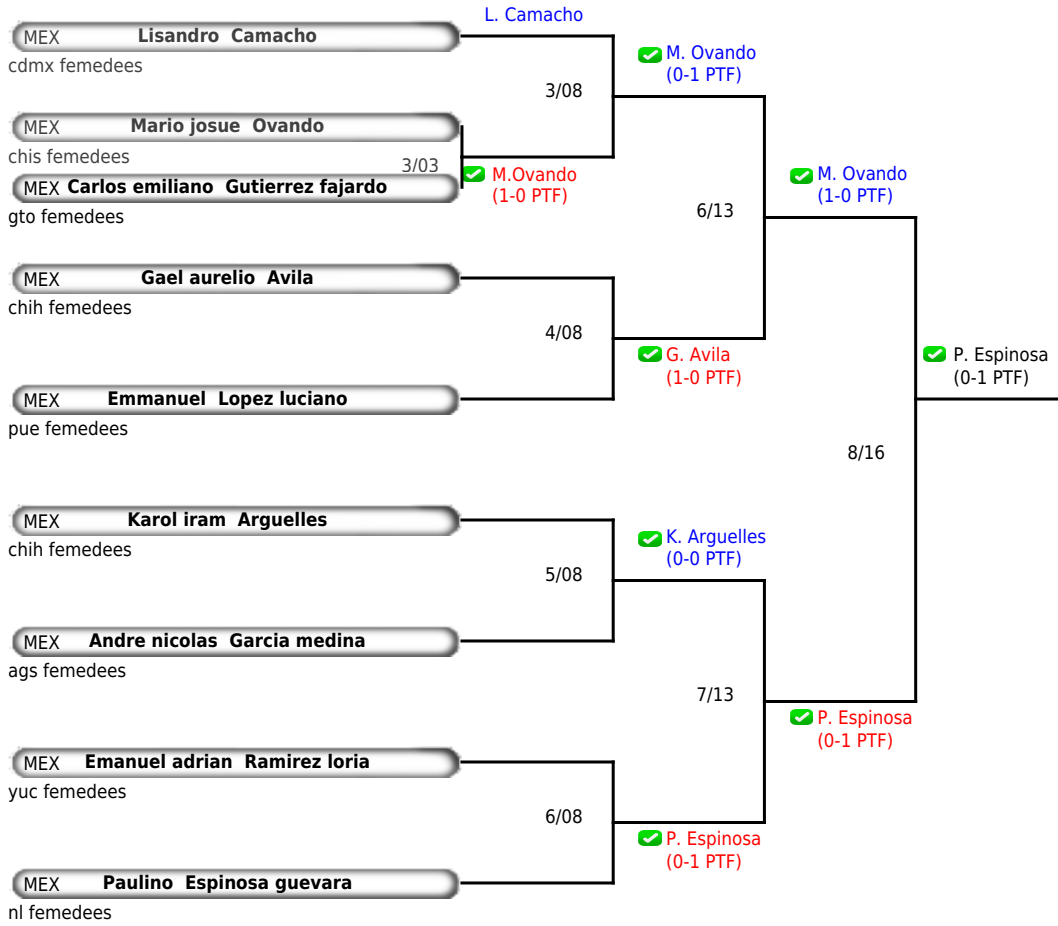 L. Camacho
MEX Lisandro Camacho
cdmx femedees
M. Ovando
(0-1 PTF)
3/08
MEX Mario josue Ovando
chis femedees
3/03
M.Ovando
(1-0 PTF)
MEX Carlos emiliano Gutierrez fajardo
gto femedees
M. Ovando
(1-0 PTF)
6/13
MEX Gael aurelio Avila
chih femedees
4/08
G. Avila
(1-0 PTF)
P. Espinosa
(0-1 PTF)
MEX Emmanuel Lopez luciano
pue femedees
8/16
MEX Karol iram Arguelles
chih femedees
K. Arguelles
(0-0 PTF)
5/08
MEX Andre nicolas Garcia medina
ags femedees
7/13
P. Espinosa
(0-1 PTF)
MEX Emanuel adrian Ramirez loria
yuc femedees
6/08
P. Espinosa
(0-1 PTF)
MEX Paulino Espinosa guevara
nl femedees